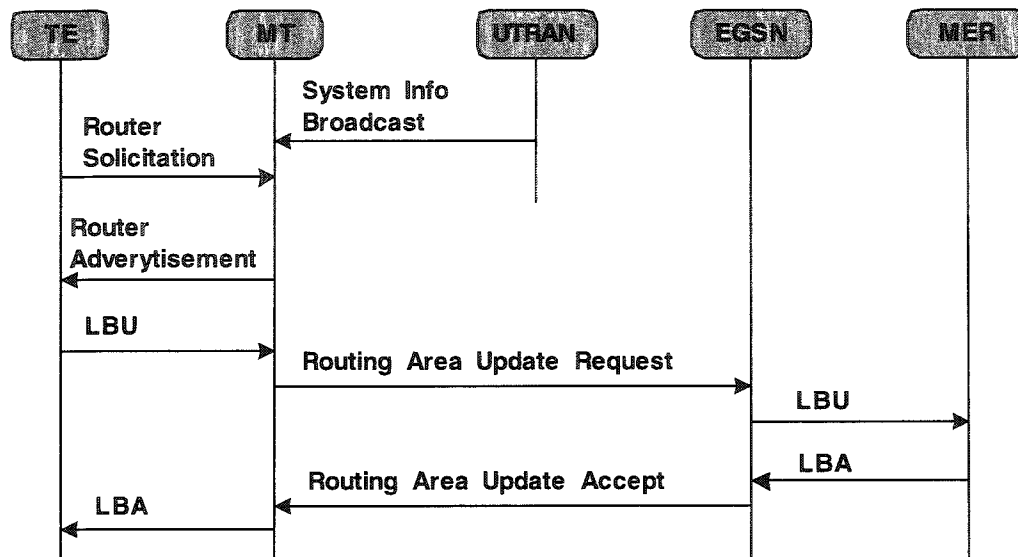 TE
MT
UTRAN
EGSN
MER
System Info
Broadcast
Router
Solicitation
Router
Adverytisement
LBU
Routing Area Update Request
LBU
LBA
Routing Area Update Accept
LBA